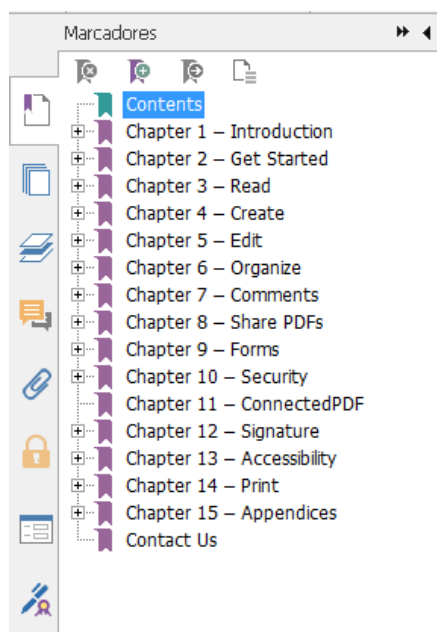 Marcadores
Contents
Chapter 1 – Introduction
Chapter 2 – Get Started
Chapter 3 – Read
Chapter 4 – Create
Chapter 5 – Edit
Chapter 6 – Organize
Chapter 7 – Comments
Chapter 8 – Share PDFs
Chapter 9 – Forms
Chapter 10 – Security
Chapter 11 – ConnectedPDF
Chapter 12 – Signature
Chapter 13 – Accessibility
Chapter 14 – Print
Chapter 15 – Appendices
Contact Us